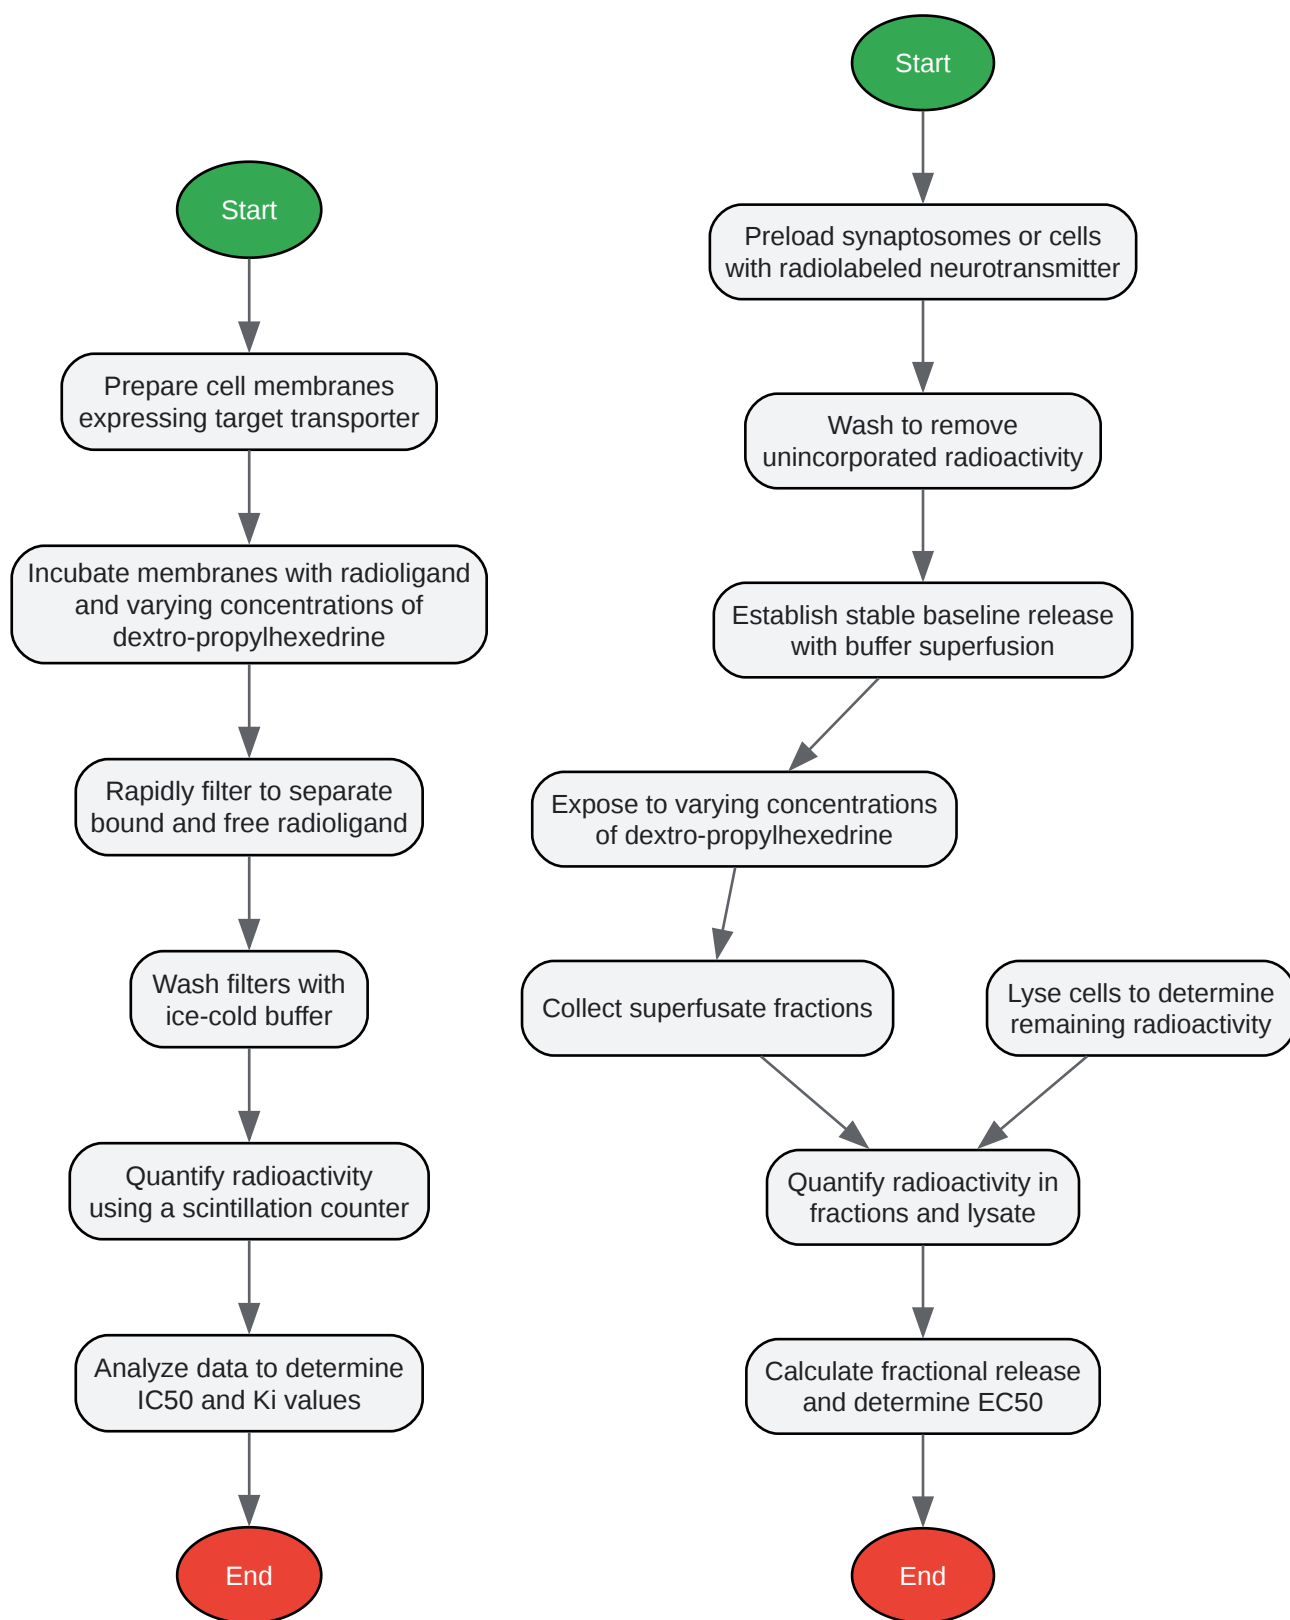 Start
Prepare cell membranes
expressing target transporter
Incubate membranes with radioligand
and varying concentrations of
dextro-propylhexedrine
Rapidly filter to separate
bound and free radioligand
Wash filters with
ice-cold buffer
Quantify radioactivity
using a scintillation counter
Analyze data to determine
IC50 and Ki values
End
Start
Preload synaptosomes or cells
with radiolabeled neurotransmitter
Wash to remove
unincorporated radioactivity
Establish stable baseline release
with buffer superfusion
Expose to varying concentrations
of dextro-propylhexedrine
Collect superfusate fractions
Lyse cells to determine
remaining radioactivity
Quantify radioactivity in
fractions and lysate
Calculate fractional release
and determine EC50
End